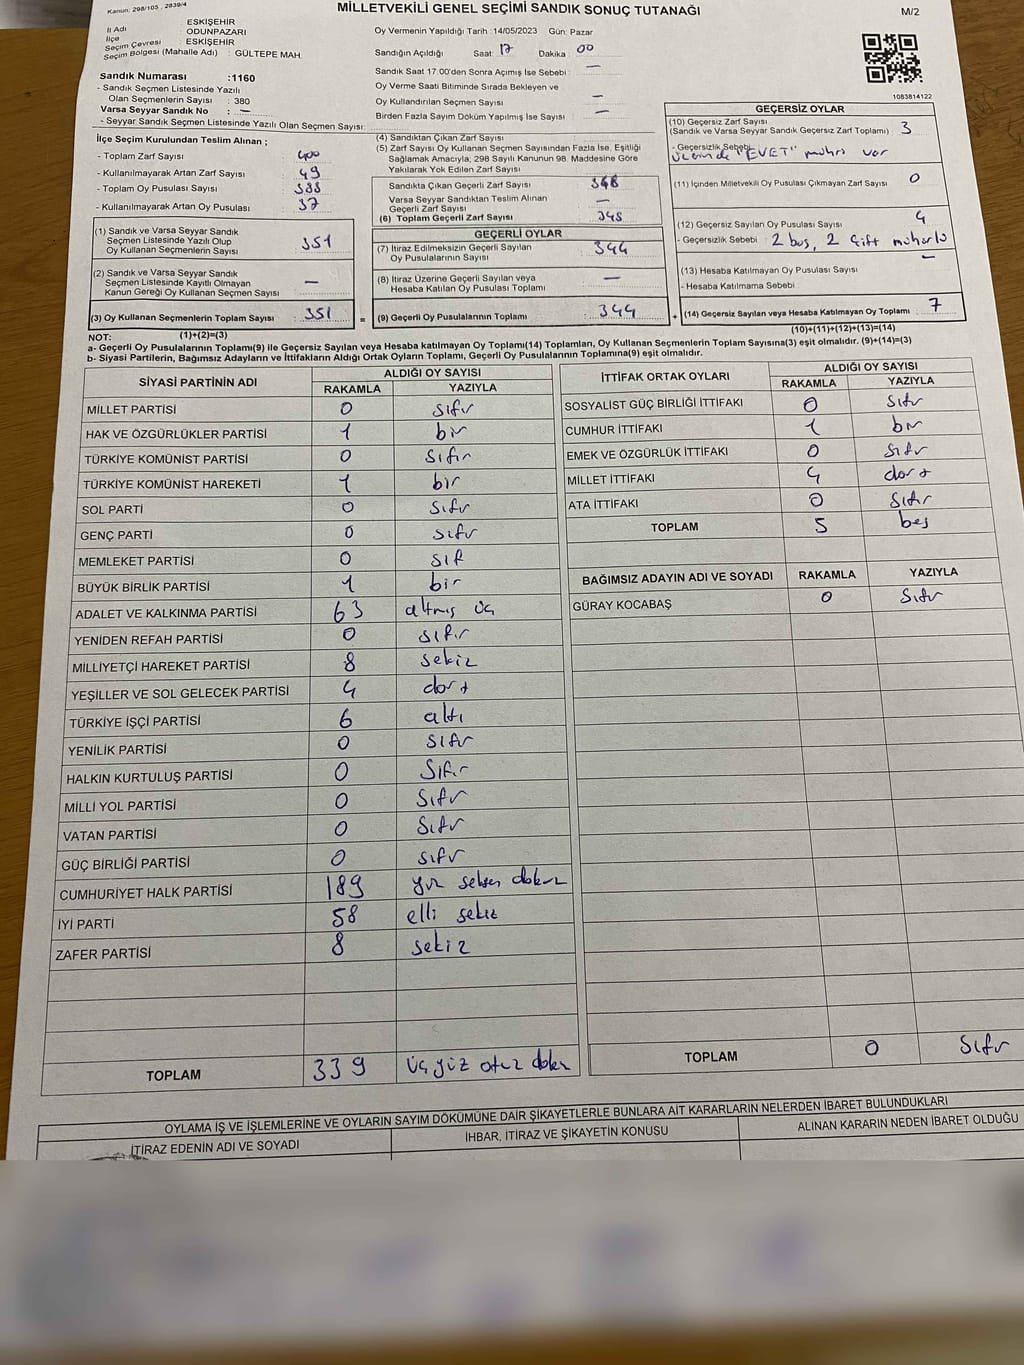 Kanun: 298/105 , 2839/4
MİLLETVEKİLİ GENEL SEÇİMİ SANDIK SONUÇ TUTANAĞI
M/2
İl Adı ESKİŞEHİR
İlçe ODUNPAZARI
Seçim Çevresi ESKİŞEHİR
Seçim Bölgesi (Mahalle Adı) : GÜLTEPE MAH.
Oy Vermenin Yapıldığı Tarih : 14/05/2023 Gün: Pazar
Sandığın Açıldığı Saat: 17 Dakika : 00
Sandık Saat 17:00'den Sonra Açımış İse Sebebi : —
Oy Verme Saati Bitiminde Sırada Bekleyen ve
Oy Kullandırılan Seçmen Sayısı : —
Birden Fazla Sayım Döküm Yapılmış İse Sayısı : —
1083814122
Sandık Numarası :1160
- Sandık Seçmen Listesinde Yazılı
Olan Seçmenlerin Sayısı : 380
Varsa Seyyar Sandık No : —
- Seyyar Sandık Seçmen Listesinde Yazılı Olan Seçmen Sayısı:
İlçe Seçim Kurulundan Teslim Alınan ;
- Toplam Zarf Sayısı : 400
- Kullanılmayarak Artan Zarf Sayısı : 49
- Toplam Oy Pusulası Sayısı : 388
- Kullanılmayarak Artan Oy Pusulası : 37
(1) Sandık ve Varsa Seyyar Sandık
Seçmen Listesinde Yazılı Olup
Oy Kullanan Seçmenlerin Sayısı : 351
(2) Sandık ve Varsa Seyyar Sandık
Seçmen Listesinde Kayıtlı Olmayan
Kanun Gereği Oy Kullanan Seçmen Sayısı : —
(3) Oy Kullanan Seçmenlerin Toplam Sayısı : 351
(4) Sandıktan Çıkan Zarf Sayısı :
(5) Zarf Sayısı Oy Kullanan Seçmen Sayısından Fazla İse, Eşitliği
Sağlamak Amacıyla; 298 Sayılı Kanunun 98. Maddesine Göre
Yakılarak Yok Edilen Zarf Sayısı :
Sandıkta Çıkan Geçerli Zarf Sayısı : 348
Varsa Seyyar Sandıktan Teslim Alınan
Geçerli Zarf Sayısı : —
(6) Toplam Geçerli Zarf Sayısı : 348
GEÇERLİ OYLAR
(7) İtiraz Edilmeksizin Geçerli Sayılan
Oy Pusulalarının Sayısı : 344
(8) İtiraz Üzerine Geçerli Sayılan veya
Hesaba Katılan Oy Pusulası Toplamı : —
= (9) Geçerli Oy Pusulalarının Toplamı : 344
GEÇERSİZ OYLAR
(10) Geçersiz Zarf Sayısı
(Sandık ve Varsa Seyyar Sandık Geçersiz Zarf Toplamı) : 3
- Geçersizlik Sebebi :
üzerinde "EVET" mührü var
(11) İçinden Milletvekili Oy Pusulası Çıkmayan Zarf Sayısı : 0
(12) Geçersiz Sayılan Oy Pusulası Sayısı : 4
- Geçersizlik Sebebi : 2 boş, 2 çift mühürlü
(13) Hesaba Katılmayan Oy Pusulası Sayısı : —
- Hesaba Katılmama Sebebi :
+ (14) Geçersiz Sayılan veya Hesaba Katılmayan Oy Toplamı : 7
NOT: (1)+(2)=(3)
(10)+(11)+(12)+(13)=(14)
a- Geçerli Oy Pusulalarının Toplamı(9) ile Geçersiz Sayılan veya Hesaba katılmayan Oy Toplamı(14) Toplamları, Oy Kullanan Seçmenlerin Toplam Sayısına(3) eşit olmalıdır. (9)+(14)=(3)
b- Siyasi Partilerin, Bağımsız Adayların ve İttifakların Aldığı Ortak Oyların Toplamı, Geçerli Oy Pusulalarının Toplamına(9) eşit olmalıdır.
SİYASİ PARTİNİN ADI ALDIĞI OY SAYISI
RAKAMLA YAZIYLA
MİLLET PARTİSİ 0 sıfır
HAK VE ÖZGÜRLÜKLER PARTİSİ 1 bir
TÜRKİYE KOMÜNİST PARTİSİ 0 sıfır
TÜRKİYE KOMÜNİST HAREKETİ 1 bir
SOL PARTİ 0 sıfır
GENÇ PARTİ 0 sıfır
MEMLEKET PARTİSİ 0 sıf
BÜYÜK BİRLİK PARTİSİ 1 bir
ADALET VE KALKINMA PARTİSİ 63 altmış üç
YENİDEN REFAH PARTİSİ 0 sıfır
MİLLİYETÇİ HAREKET PARTİSİ 8 sekiz
YEŞİLLER VE SOL GELECEK PARTİSİ 4 dört
TÜRKİYE İŞÇİ PARTİSİ 6 altı
YENİLİK PARTİSİ 0 sıfır
HALKIN KURTULUŞ PARTİSİ 0 sıfır
MİLLİ YOL PARTİSİ 0 sıfır
VATAN PARTİSİ 0 sıfır
GÜÇ BİRLİĞİ PARTİSİ 0 sıfır
CUMHURİYET HALK PARTİSİ 189 yüz seksen dokuz
İYİ PARTİ 58 elli sekiz
ZAFER PARTİSİ 8 sekiz
TOPLAM 339 üçyüz otuz dokuz
İTTİFAK ORTAK OYLARI ALDIĞI OY SAYISI
RAKAMLA YAZIYLA
SOSYALİST GÜÇ BİRLİĞİ İTTİFAKI 0 sıfır
CUMHUR İTTİFAKI 1 bir
EMEK VE ÖZGÜRLÜK İTTİFAKI 0 sıfır
MİLLET İTTİFAKI 4 dört
ATA İTTİFAKI 0 sıfır
TOPLAM 5 beş
BAĞIMSIZ ADAYIN ADI VE SOYADI RAKAMLA YAZIYLA
GÜRAY KOCABAŞ 0 sıfır
TOPLAM 0 sıfır
OYLAMA İŞ VE İŞLEMLERİNE VE OYLARIN SAYIM DÖKÜMÜNE DAİR ŞİKAYETLERLE BUNLARA AİT KARARLARIN NELERDEN İBARET BULUNDUKLARI
İTİRAZ EDENİN ADI VE SOYADI İHBAR, İTİRAZ VE ŞİKAYETİN KONUSU ALINAN KARARIN NEDEN İBARET OLDUĞU